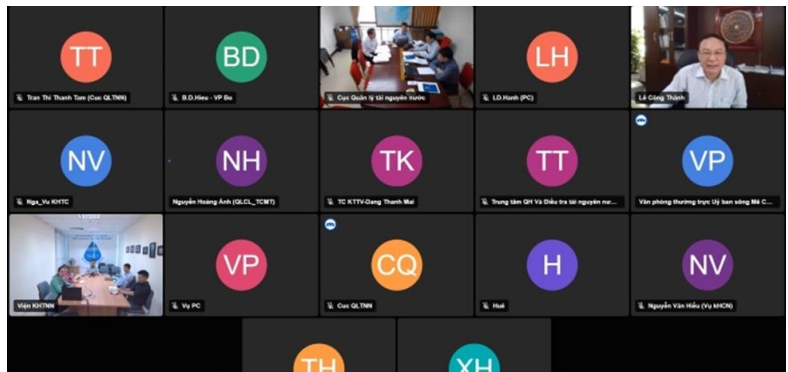 TT
BD
LH
Tran Thi Thanh Tam (Cuc QLTNN)
B.D.Hieu - VP Bo
Cục Quản lý tài nguyên nước
LD.Hanh (PC)
Lê Công Thành
NV
NH
TK
TT
VP
Nga_Vu KHTC
Nguyễn Hoàng Ánh (QLCL_TCMT)
TC KTTV-Dang Thanh Mai
Trung tâm QH Và Điều tra tài nguyên nư...
Văn phòng thường trực Uỷ ban sông Mê C...
VP
CQ
H
NV
Viện KHTNN
Vụ PC
Cuc QLTNN
Huê
Nguyễn Văn Hiếu (Vụ kHCN)
TH
XH